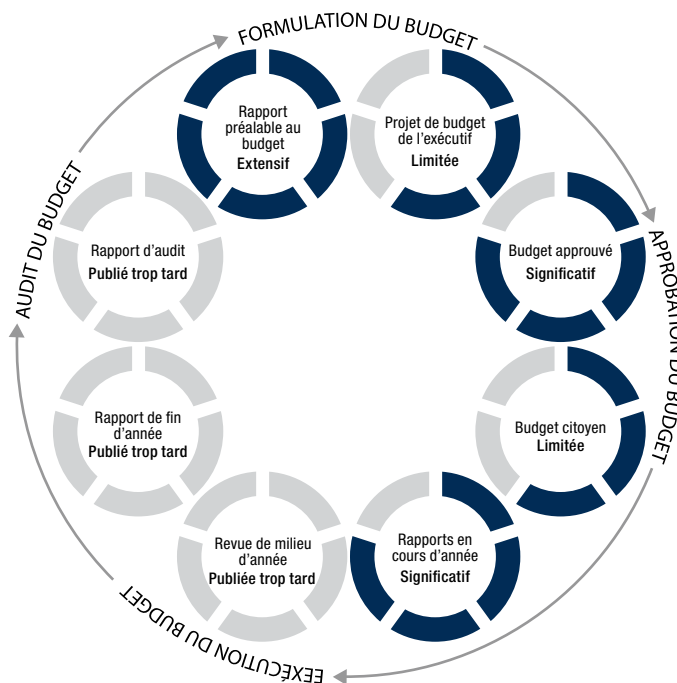 FORMULATION DU BUDGET
Rapport
préalable au
budget
Extensif
Projet de budget
de l'exécutif
Limitée
APPROBATION DU BUDGET
Budget approuvé
Significatif
Budget citoyen
Limitée
Rapports en
cours d'année
Significatif
EEXÉCUTION DU BUDGET
Revue de milieu
d'année
Publiée trop tard
Rapport de fin
d'année
Publié trop tard
AUDIT DU BUDGET
Rapport d'audit
Publié trop tard